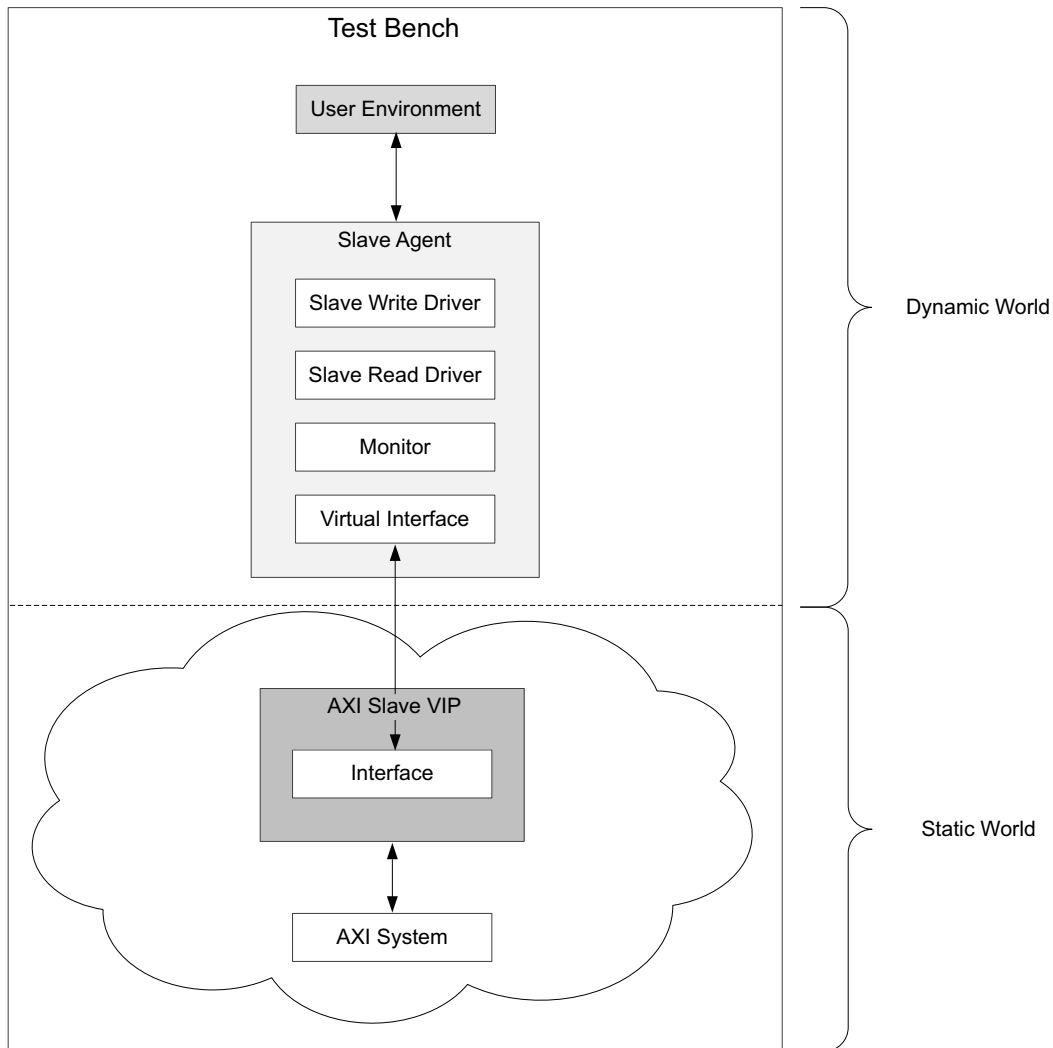 Test Bench
User Environment
Slave Agent
Slave Write Driver
Dynamic World
Slave Read Driver
Monitor
Virtual Interface
AXI Slave VIP
Interface
Static World
AXI System